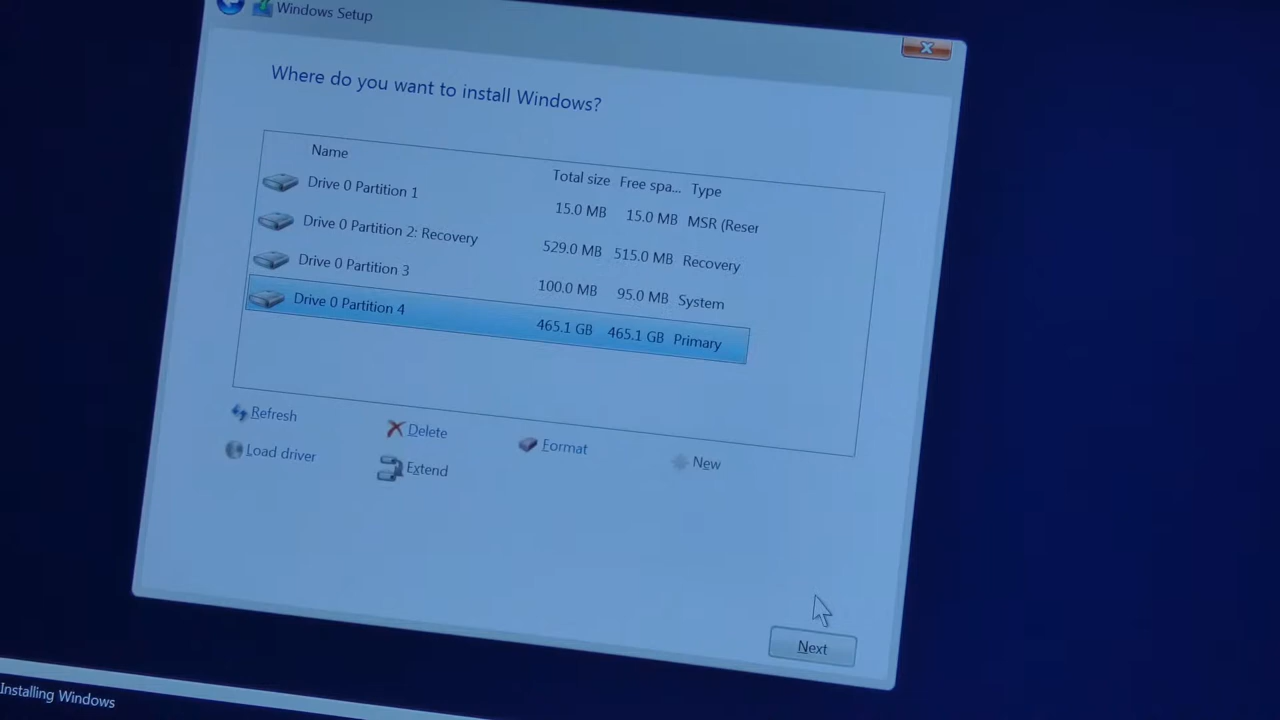 Windows Setup
Where do you want to install Windows?
Name Total size Free spa... Type
Drive 0 Partition 1 15.0 MB 15.0 MB MSR (Reser
Drive 0 Partition 2: Recovery 529.0 MB 515.0 MB Recovery
Drive 0 Partition 3 100.0 MB 95.0 MB System
Drive 0 Partition 4 465.1 GB 465.1 GB Primary
Refresh Delete Format New
Load driver Extend
Next
Installing Windows